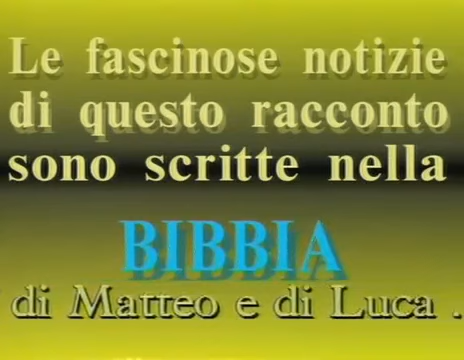 Le fascinose notizie
di questo racconto
sono scritte nella
BIBBIA
di Matteo e di Luca .